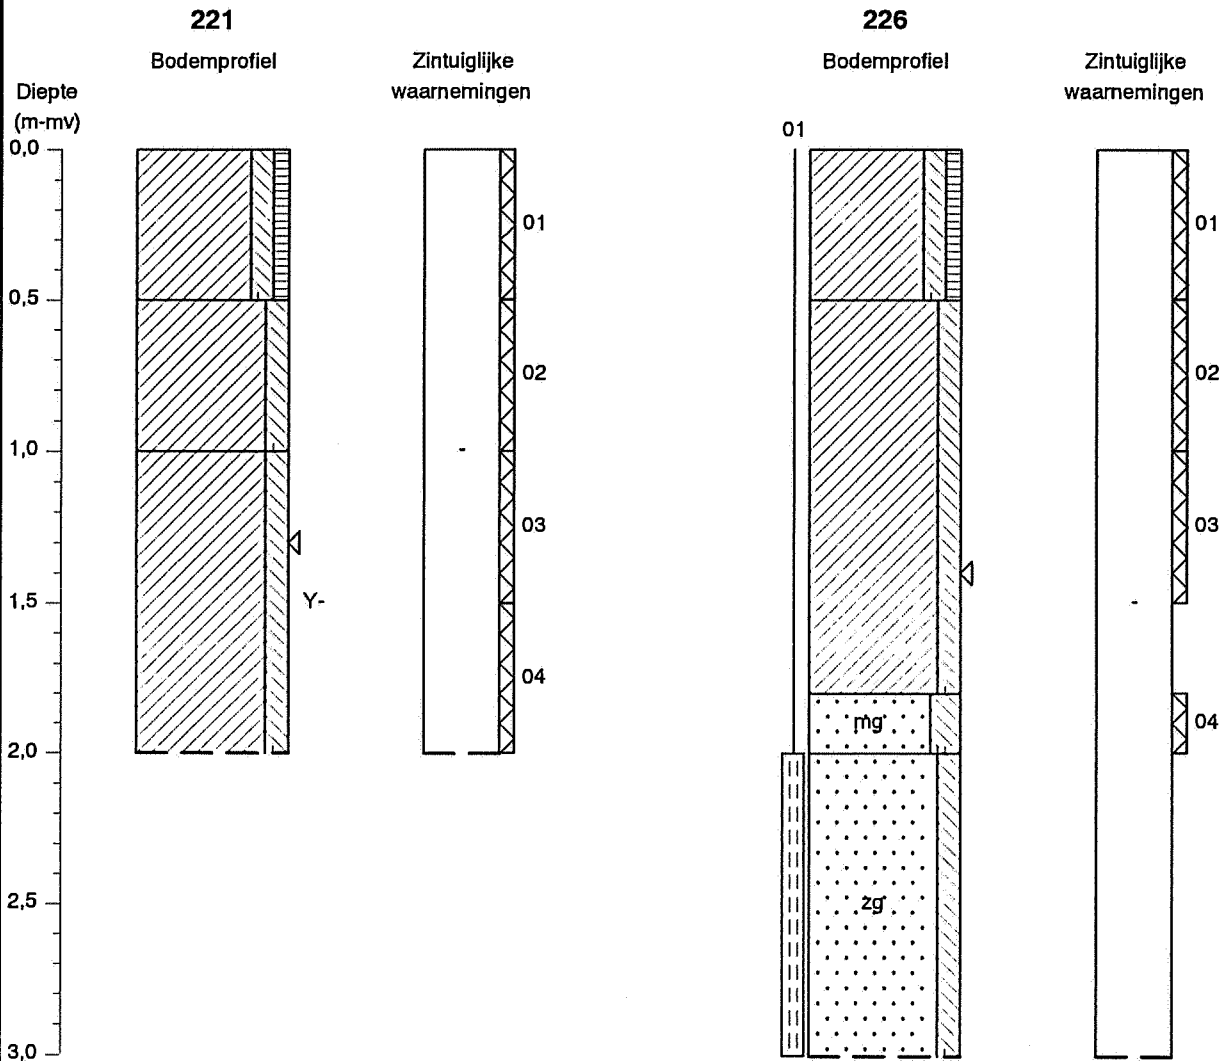 221
Bodemprofiel
Zintuiglijke
waarnemingen
Diepte
(m-mv)
0,0
0,5
1,0
1,5
2,0
2,5
3,0
01
02
03
04
Y-
-
226
Bodemprofiel
Zintuiglijke
waarnemingen
01
01
02
03
04
-
mg
zg